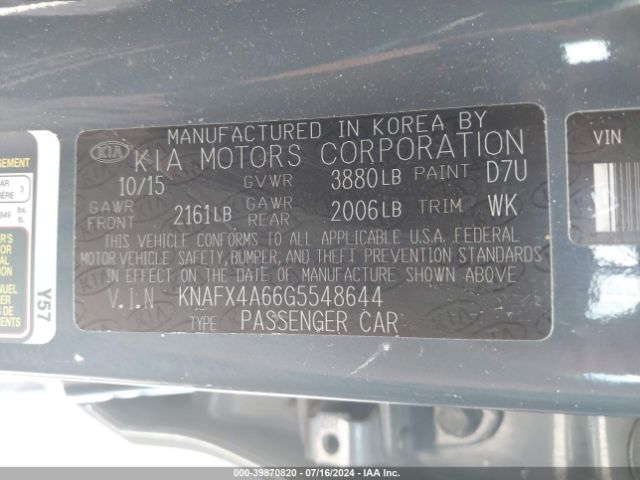 MANUFACTURED IN KOREA BY
KIA KIA MOTORS CORPORATION
10/15 GVWR 3880LB PAINT D7U
GAWR FRONT 2161LB GAWR REAR 2006LB TRIM WK
THIS VEHICLE CONFORMS TO ALL APPLICABLE U.S.A. FEDERAL
MOTOR VEHICLE SAFETY, BUMPER, AND THEFT PREVENTION STANDARDS
IN EFFECT ON THE DATE OF MANUFACTURE SHOWN ABOVE
V.I.N KNAFX4A66G5548644
TYPE PASSENGER CAR
VIN
Y57
000-39870820 - 07/16/2024 - IAA Inc.